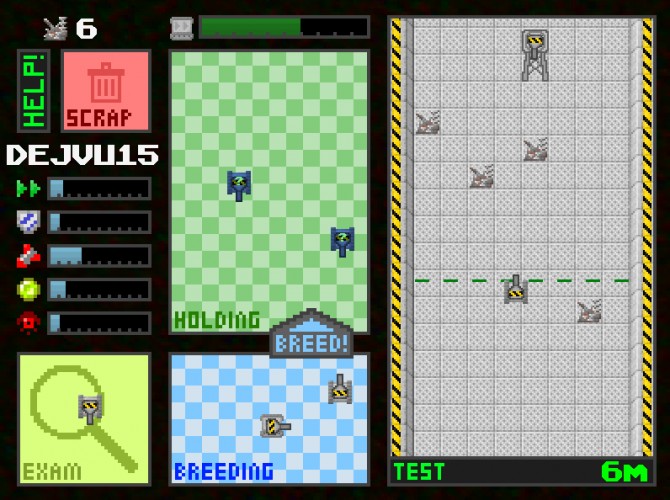 6
HELP!
SCRAP
DEJVU15
HOLDING
BREED!
EXAM
BREEDING
TEST
6M